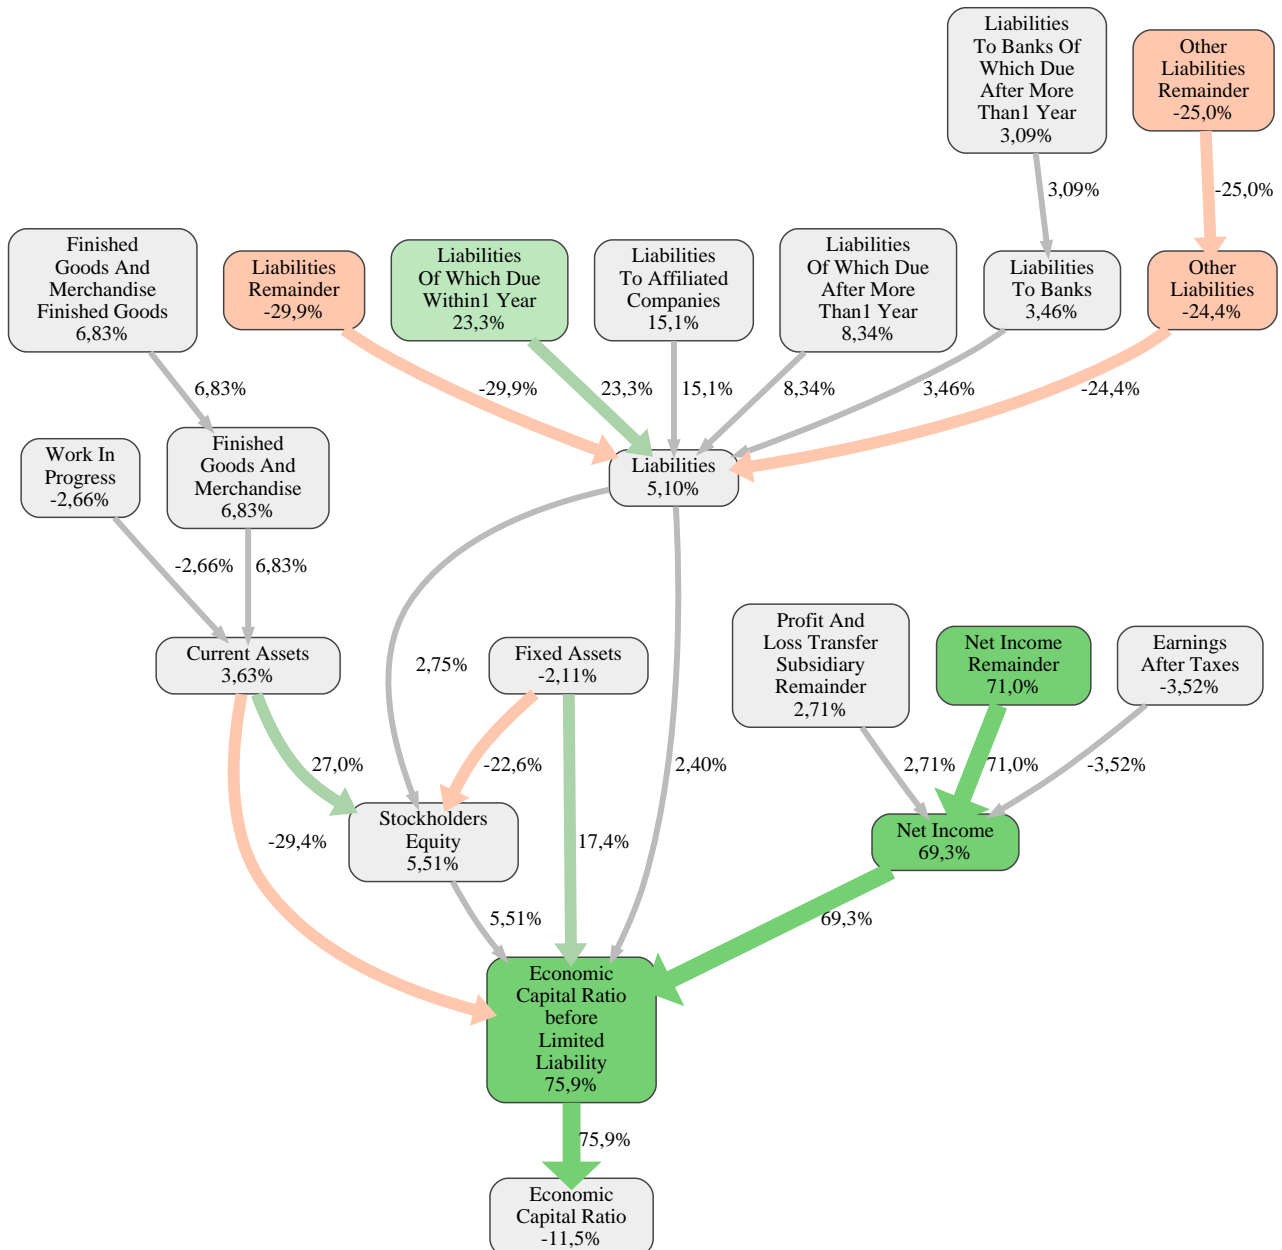 Liabilities
To Banks Of
Which Due
After More
Than1 Year
3,09%
Other
Liabilities
Remainder
-25,0%
3,09%
-25,0%
Finished
Goods And
Merchandise
Finished Goods
6,83%
Liabilities
Remainder
-29,9%
Liabilities
Of Which Due
Within1 Year
23,3%
Liabilities
To Affiliated
Companies
15,1%
Liabilities
Of Which Due
After More
Than1 Year
8,34%
Liabilities
To Banks
3,46%
Other
Liabilities
-24,4%
6,83%
-29,9%
23,3%
15,1%
8,34%
3,46%
-24,4%
Work In
Progress
-2,66%
Finished
Goods And
Merchandise
6,83%
Liabilities
5,10%
-2,66%
6,83%
Current Assets
3,63%
2,75%
Fixed Assets
-2,11%
Profit And
Loss Transfer
Subsidiary
Remainder
2,71%
Net Income
Remainder
71,0%
Earnings
After Taxes
-3,52%
27,0%
-22,6%
2,40%
2,71%
71,0%
-3,52%
-29,4%
Stockholders
Equity
5,51%
17,4%
Net Income
69,3%
5,51%
69,3%
Economic
Capital Ratio
before
Limited
Liability
75,9%
75,9%
Economic
Capital Ratio
-11,5%